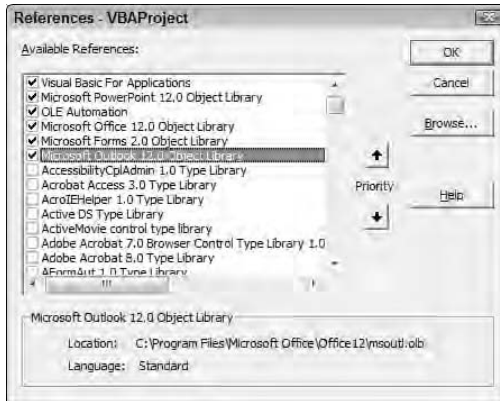 References - VBAProject
Available References:
Visual Basic For Applications
Microsoft PowerPoint 12.0 Object Library
OLE Automation
Microsoft Office 12.0 Object Library
Microsoft Forms 2.0 Object Library
Microsoft Outlook 12.0 Object Library
AccessibilityCplAdmin 1.0 Type Library
Acrobat Access 3.0 Type Library
AcroIEHelper 1.0 Type Library
Active DS Type Library
ActiveMovie control type library
Adobe Acrobat 7.0 Browser Control Type Library 1.0
Adobe Acrobat 8.0 Type Library
AFormAut 1.0 Type Library
OK
Cancel
Browse...
Priority
Help
Microsoft Outlook 12.0 Object Library
Location: C:\Program Files\Microsoft Office\Office12\msoutl.olb
Language: Standard